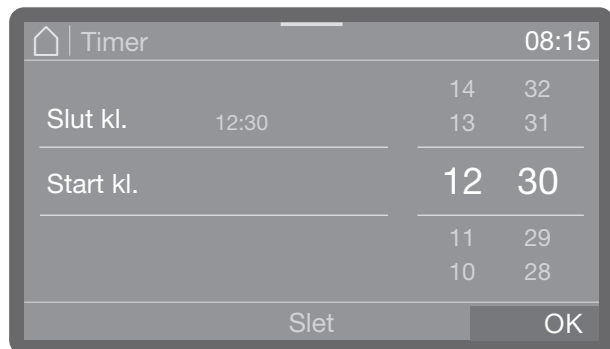 Timer 08:15
14 32
Slut kl. 12:30 13 31
Start kl. 12 30
11 29
10 28
Slet OK